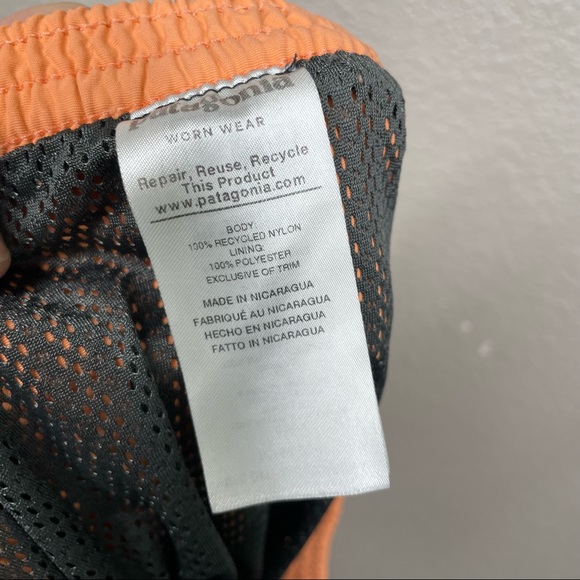 patagonia
WORN WEAR
Repair, Reuse, Recycle
This Product
www.patagonia.com
BODY:
100% RECYCLED NYLON
LINING:
100% POLYESTER
EXCLUSIVE OF TRIM
MADE IN NICARAGUA
FABRIQUÉ AU NICARAGUA
HECHO EN NICARAGUA
FATTO IN NICARAGUA